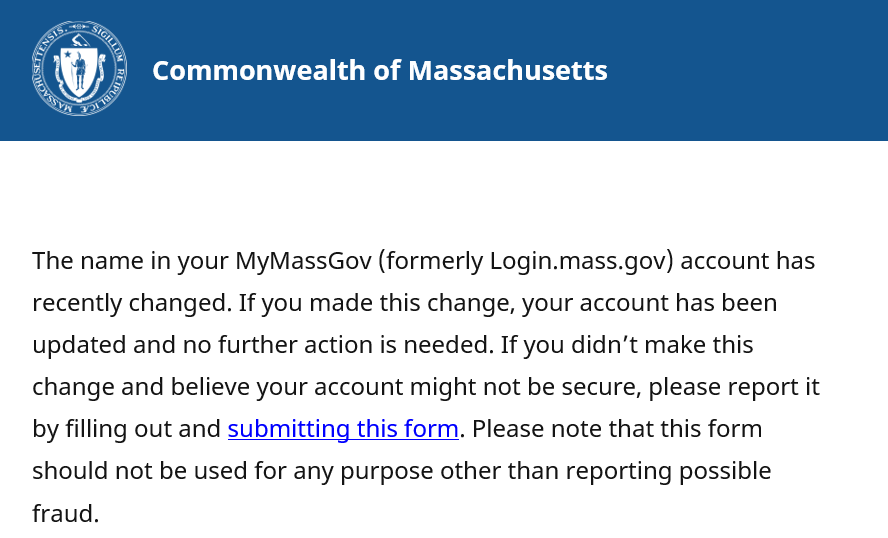 Commonwealth of Massachusetts
The name in your MyMassGov (formerly Login.mass.gov) account has
recently changed. If you made this change, your account has been
updated and no further action is needed. If you didn’t make this
change and believe your account might not be secure, please report it
by filling out and submitting this form. Please note that this form
should not be used for any purpose other than reporting possible
fraud.